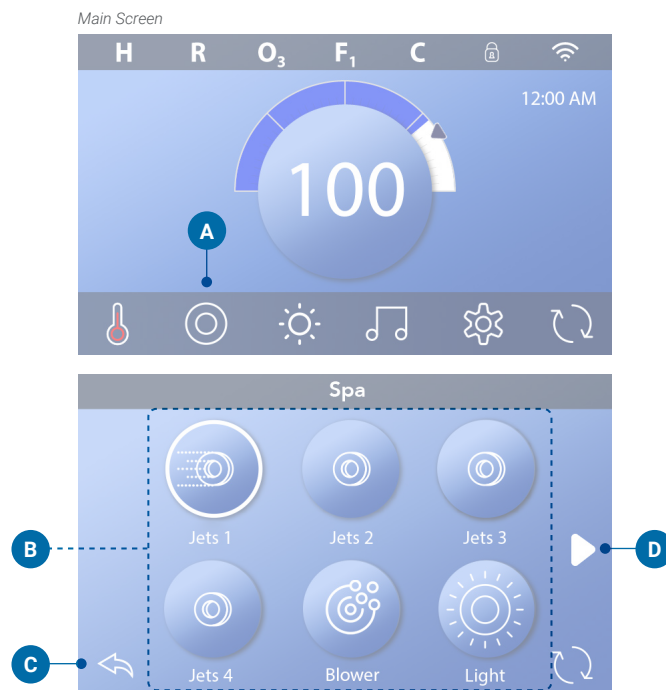 Main Screen
H R O₃ F₁ C
12:00 AM
100
A
Spa
Jets 1 Jets 2 Jets 3
B
D
Jets 4 Blower Light
C